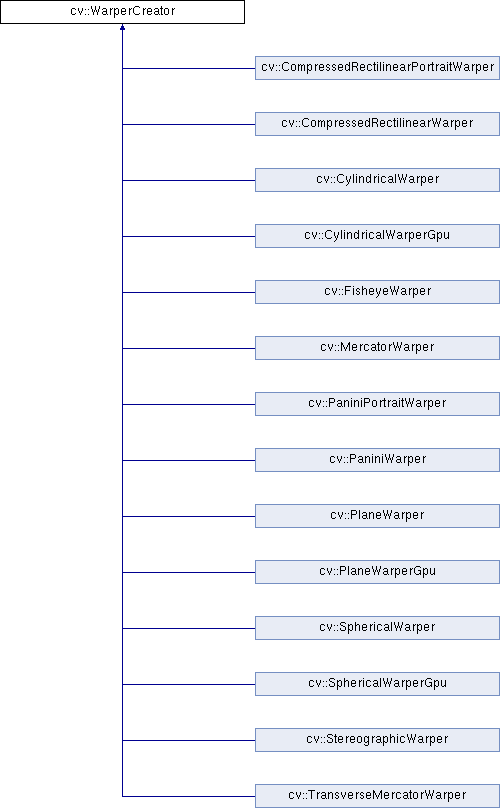 cv::WarperCreator
cv::CompressedRectilinearPortraitWarper
cv::CompressedRectilinearWarper
cv::CylindricalWarper
cv::CylindricalWarperGpu
cv::FisheyeWarper
cv::MercatorWarper
cv::PaniniPortraitWarper
cv::PaniniWarper
cv::PlaneWarper
cv::PlaneWarperGpu
cv::SphericalWarper
cv::SphericalWarperGpu
cv::StereographicWarper
cv::TransverseMercatorWarper